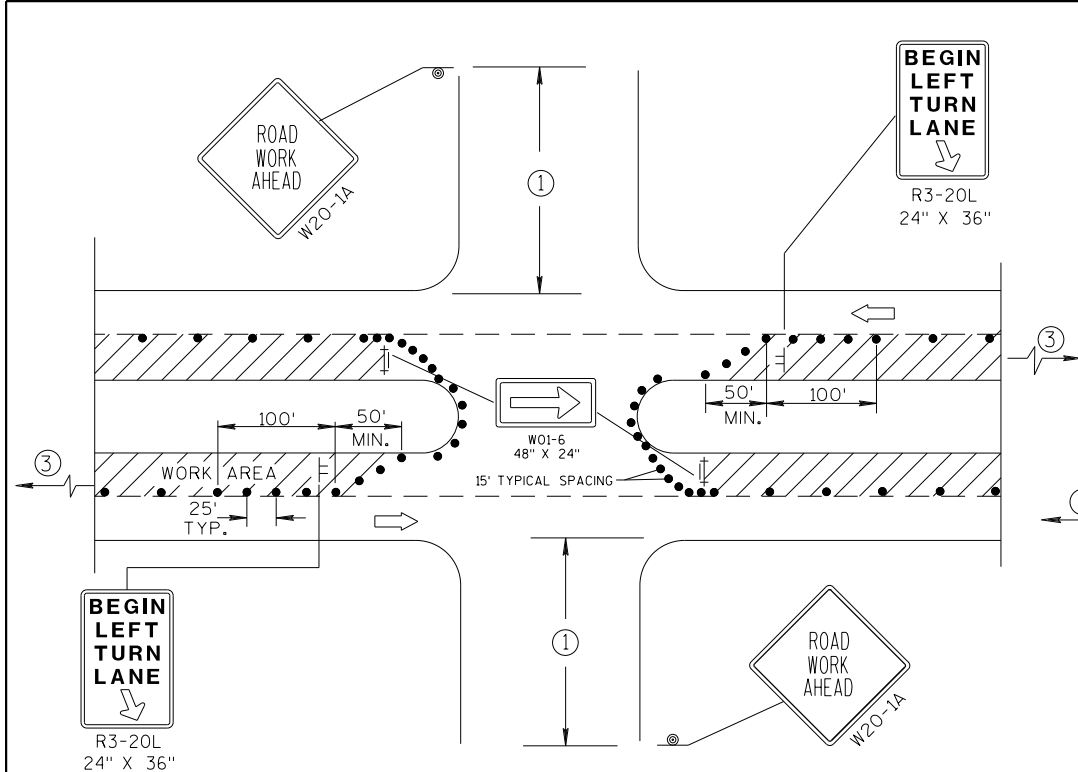 ROAD
WORK
AHEAD
W20-1A
1
BEGIN
LEFT
TURN
LANE
R3-20L
24" X 36"
3
50'
MIN.
100'
W01-6
48" X 24"
100'
50'
MIN.
3
WORK AREA
15' TYPICAL SPACING
25'
TYP.
1
BEGIN
LEFT
TURN
LANE
R3-20L
24" X 36"
ROAD
WORK
AHEAD
W20-1A